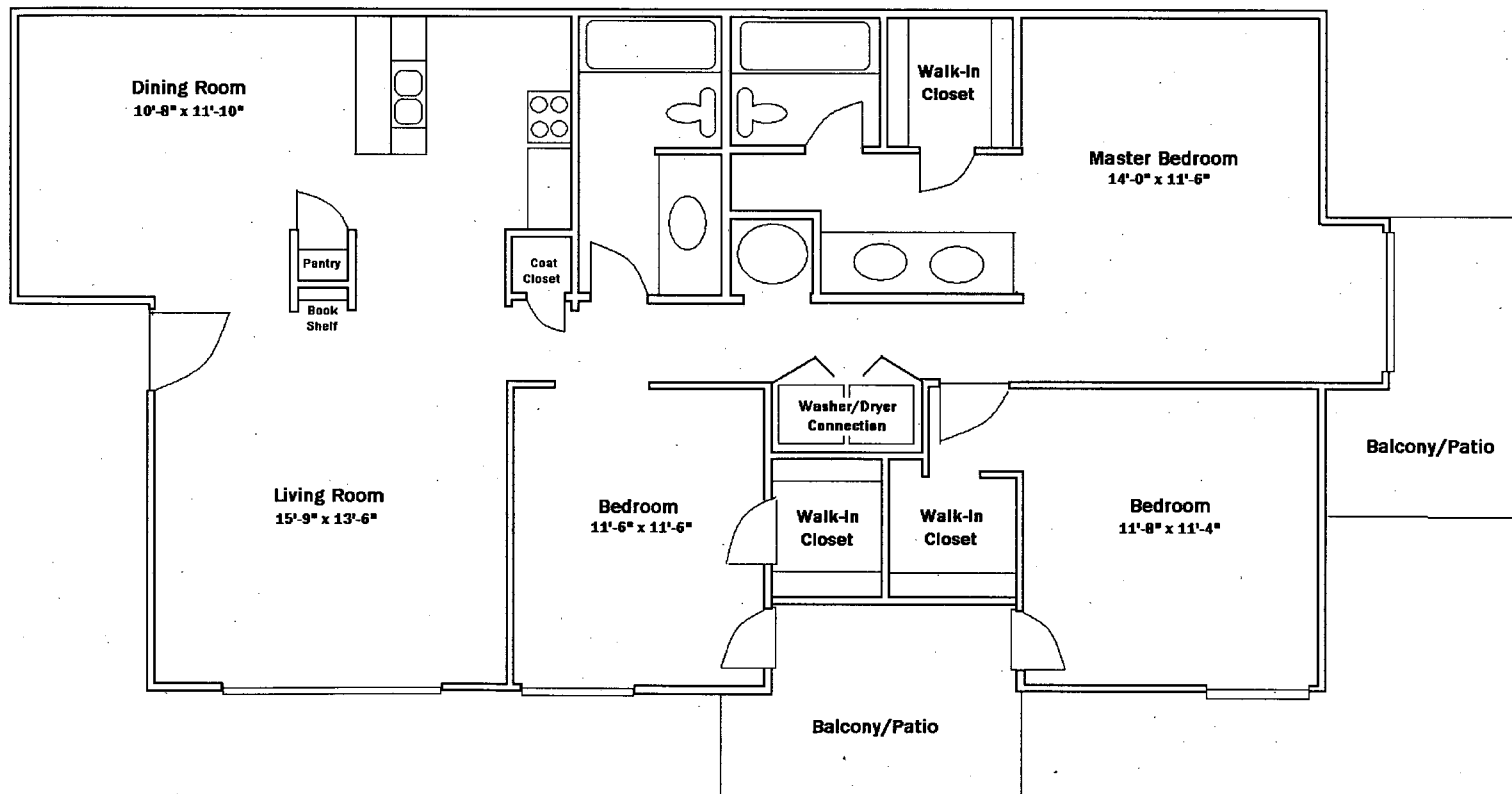 Dining Room
10'-8" x 11'-10"
Walk-In
Closet
Master Bedroom
14'-0" x 11'-6"
Pantry
Coat
Closet
Book
Shelf
Washer/Dryer
Connection
Balcony/Patio
Living Room
15'-9" x 13'-6"
Bedroom
11'-6" x 11'-6"
Walk-In
Closet
Walk-In
Closet
Bedroom
11'-8" x 11'-4"
Balcony/Patio